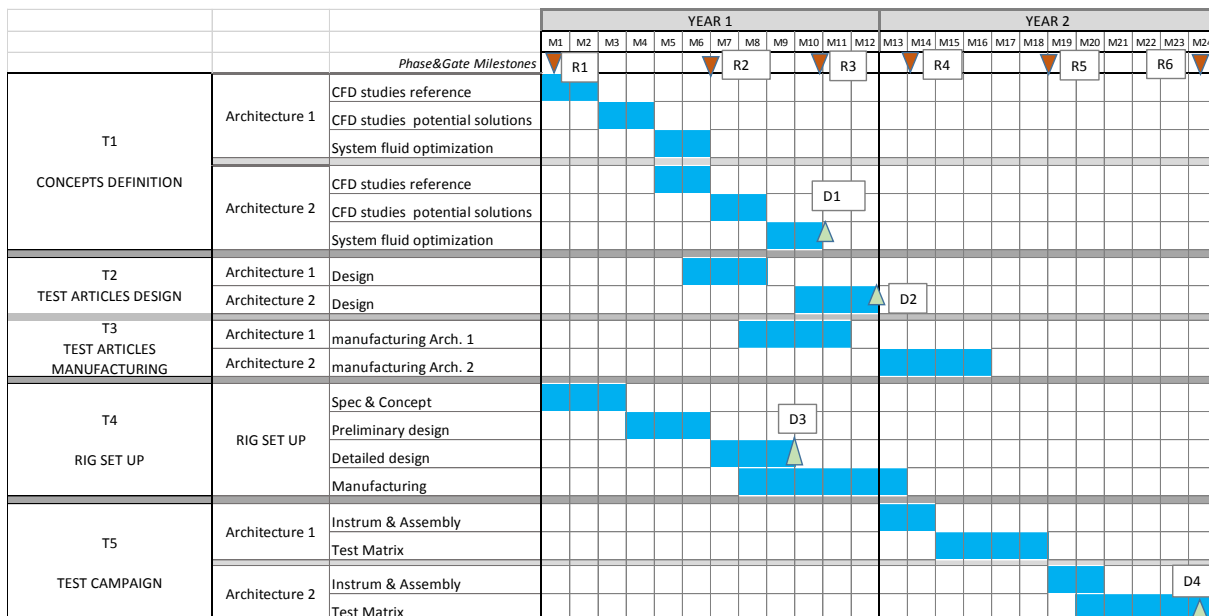 YEAR 1 YEAR 2
M1 M2 M3 M4 M5 M6 M7 M8 M9 M10 M11 M12 M13 M14 M15 M16 M17 M18 M19 M20 M21 M22 M23 M24
Phase&Gate Milestones R1 R2 R3 R4 R5 R6
T1
CONCEPTS DEFINITION
Architecture 1
CFD studies reference
CFD studies  potential solutions
System fluid optimization
Architecture 2
CFD studies reference
CFD studies  potential solutions
System fluid optimization
D1
T2
TEST ARTICLES DESIGN
Architecture 1 Design
Architecture 2 Design
D2
T3
TEST ARTICLES
MANUFACTURING
Architecture 1 manufacturing Arch. 1
Architecture 2 manufacturing Arch. 2
T4
RIG SET UP
RIG SET UP
Spec & Concept
Preliminary design
Detailed design
Manufacturing
D3
T5
TEST CAMPAIGN
Architecture 1
Instrum & Assembly
Test Matrix
Architecture 2
Instrum & Assembly
Test Matrix
D4